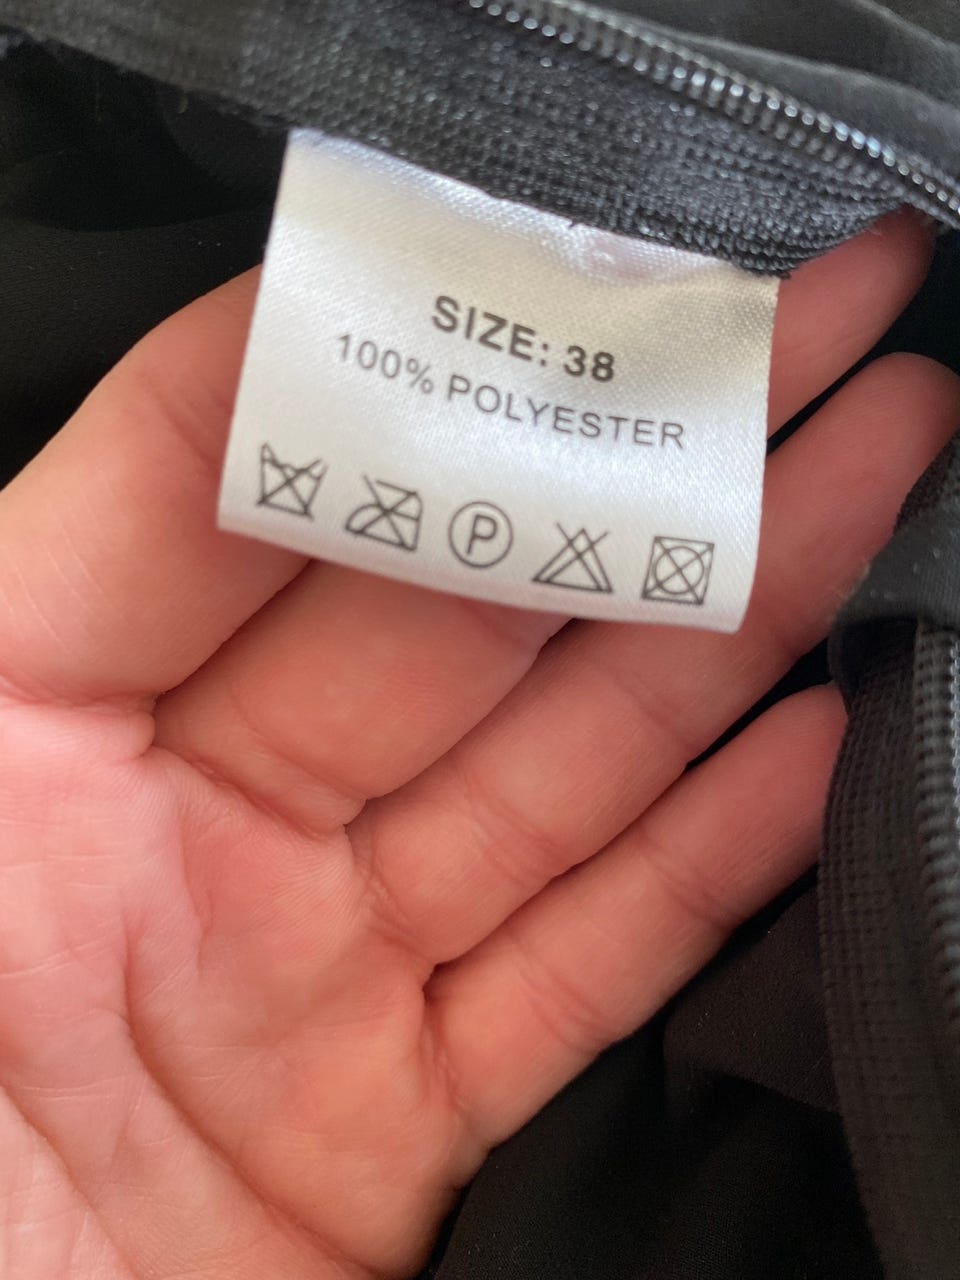 SIZE: 38
100% POLYESTER
P